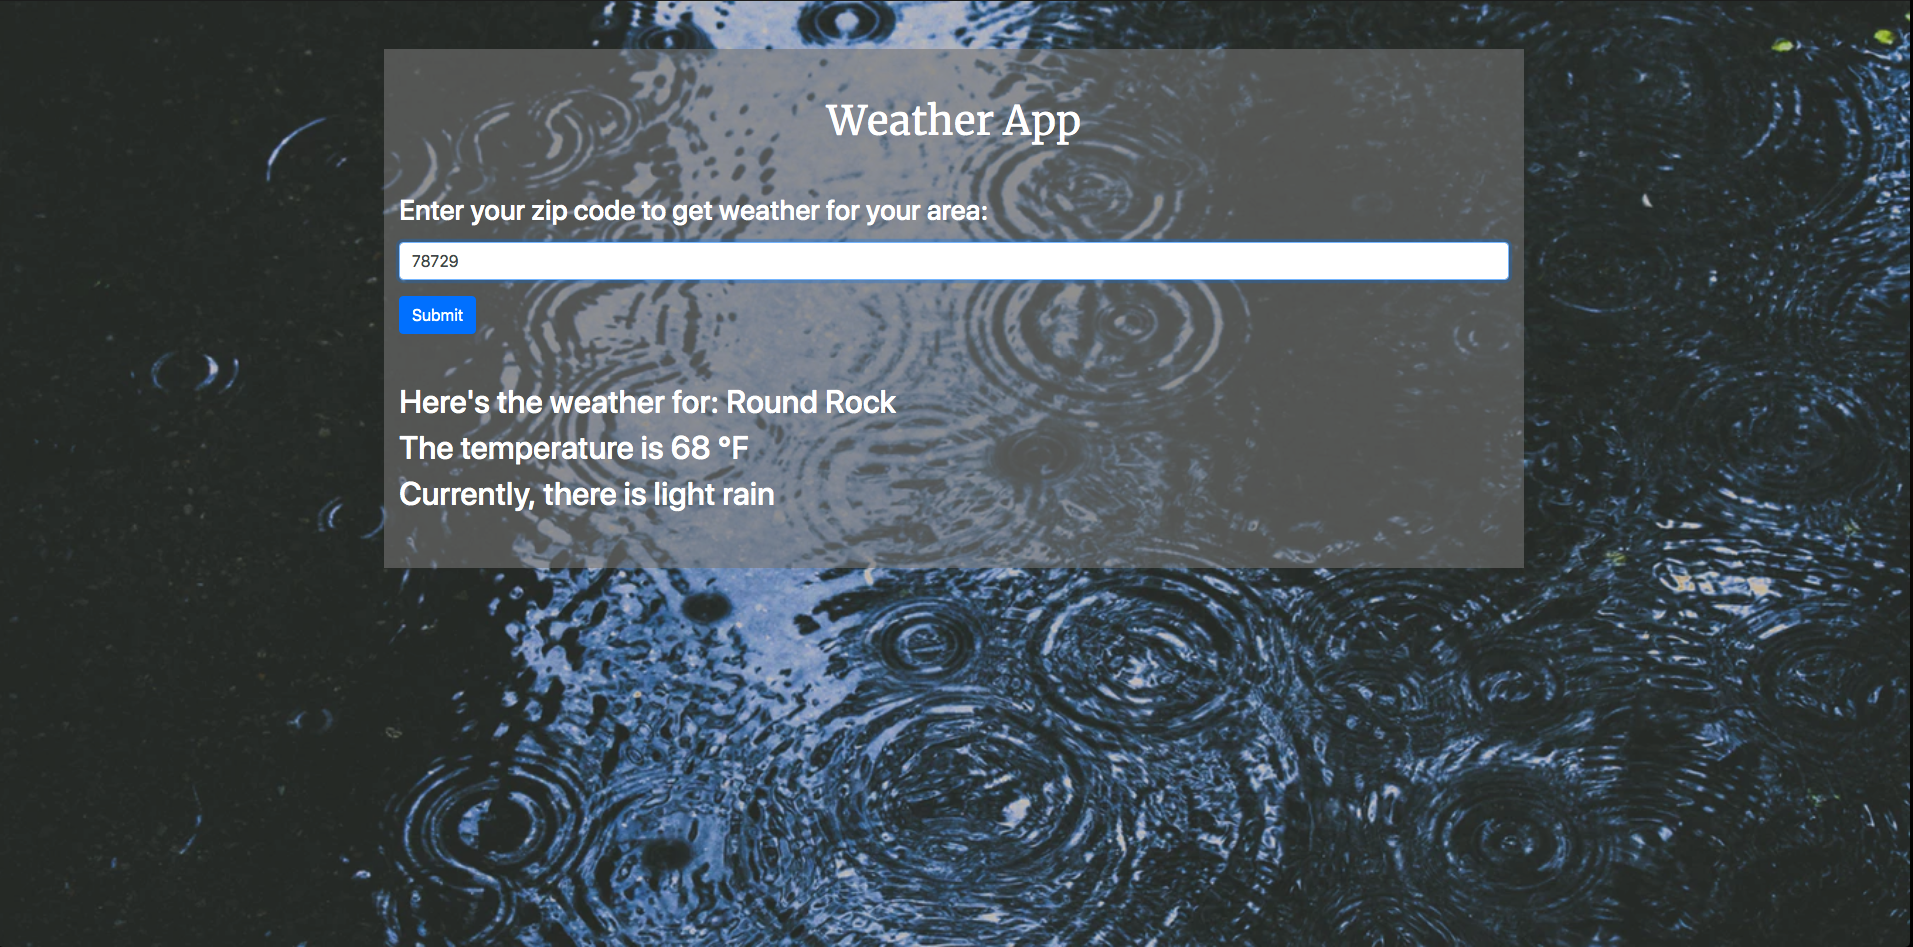 Weather App
Enter your zip code to get weather for your area:
78729
Submit
Here's the weather for: Round Rock
The temperature is 68 °F
Currently, there is light rain